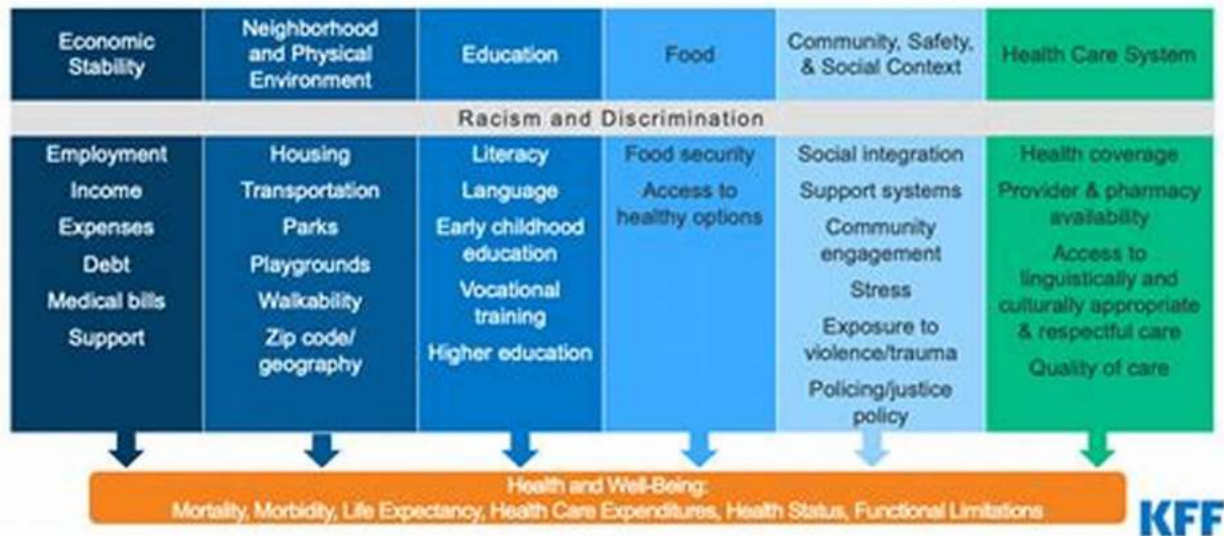 Economic
Stability
Neighborhood
and Physical
Environment
Education
Food
Community, Safety,
& Social Context
Health Care System
Racism and Discrimination
Employment
Income
Expenses
Debt
Medical bills
Support
Housing
Transportation
Parks
Playgrounds
Walkability
Zip code/
geography
Literacy
Language
Early childhood
education
Vocational
training
Higher education
Food security
Access to
healthy options
Social integration
Support systems
Community
engagement
Stress
Exposure to
violence/trauma
Policing/justice
policy
Health coverage
Provider & pharmacy
availability
Access to
linguistically and
culturally appropriate
& respectful care
Quality of care
Health and Well-Being:
Mortality, Morbidity, Life Expectancy, Health Care Expenditures, Health Status, Functional Limitations
KFF